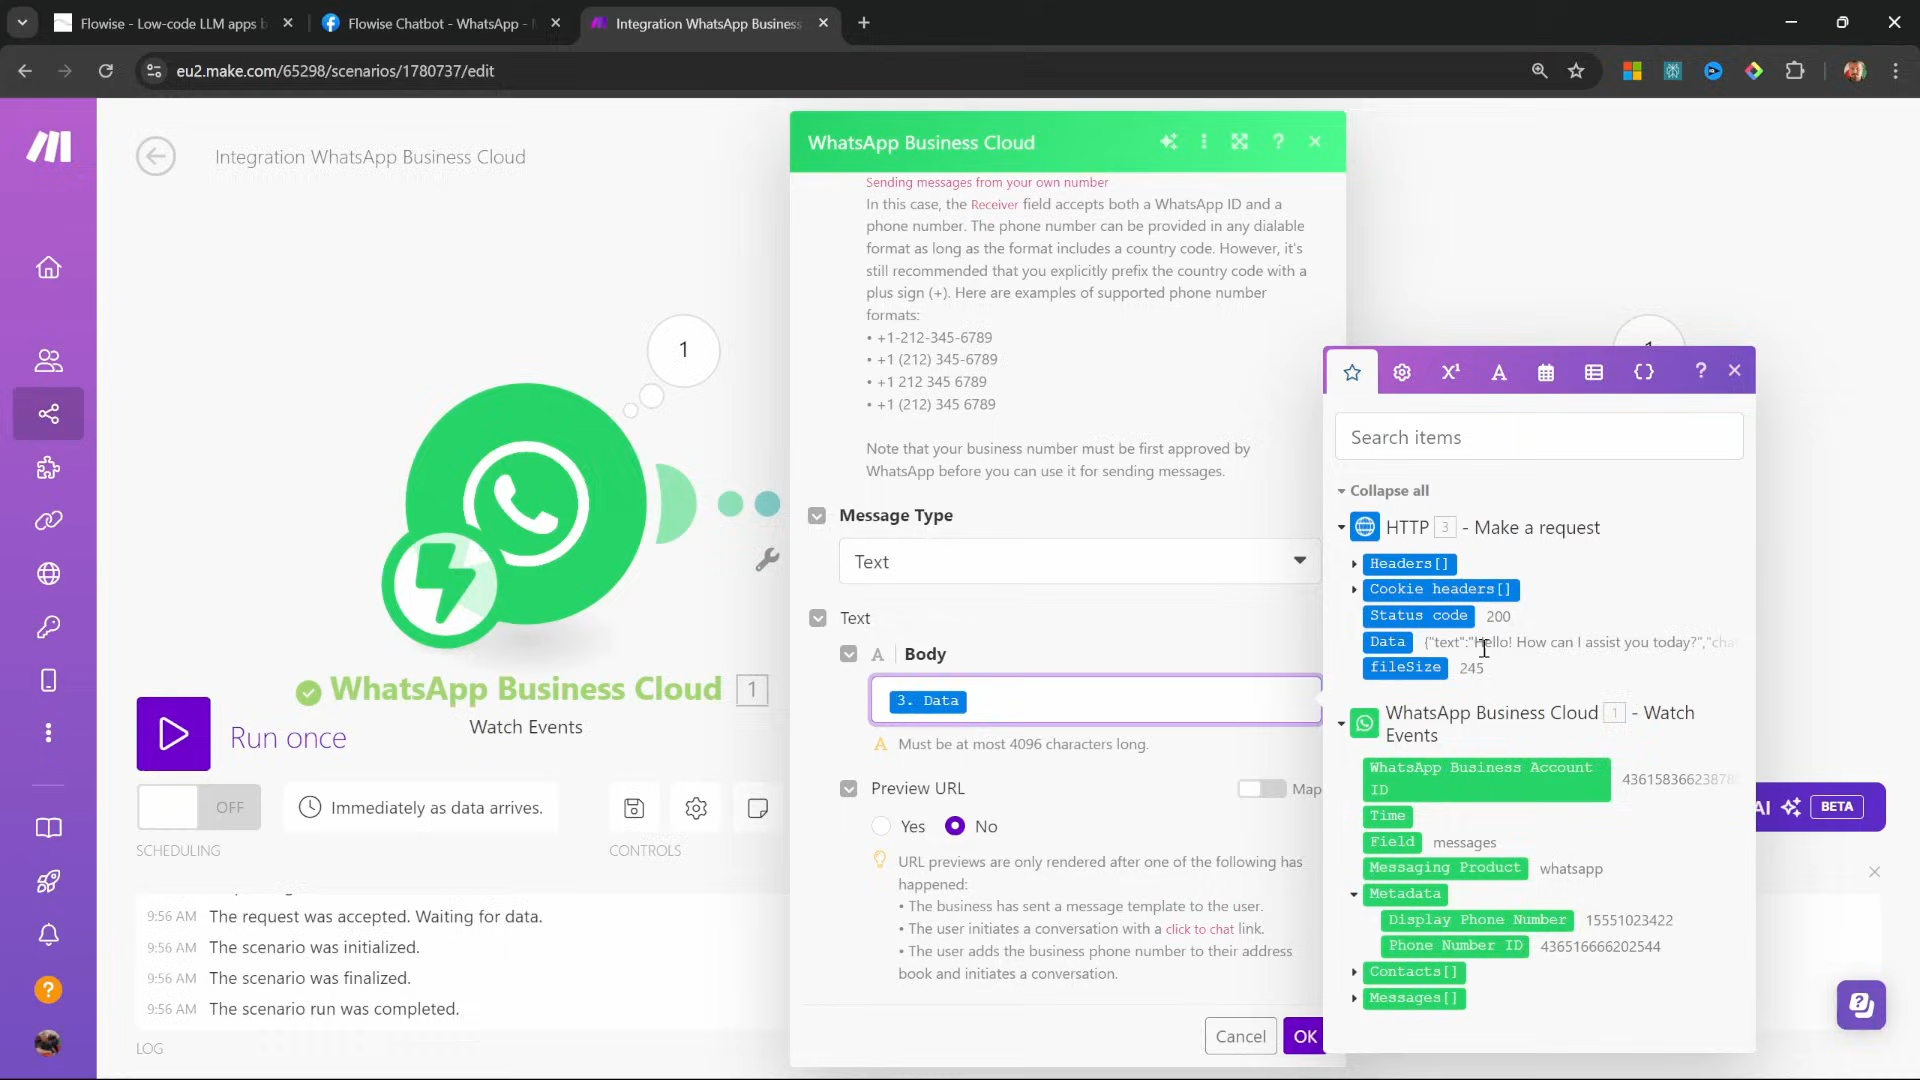 Flowise - Low-code LLM apps b
Flowise Chatbot - WhatsApp -
Integration WhatsApp Business
eu2.make.com/65298/scenarios/1780737/edit
Integration WhatsApp Business Cloud
WhatsApp Business Cloud
Sending messages from your own number
In this case, the Receiver field accepts both a WhatsApp ID and a
phone number. The phone number can be provided in any dialable
format as long as the format includes a country code. However, it's
still recommended that you explicitly prefix the country code with a
plus sign (+). Here are examples of supported phone number
formats:
• +1-212-345-6789
• +1 (212) 345-6789
• +1 212 345 6789
• +1 (212) 345 6789
Note that your business number must be first approved by
WhatsApp before you can use it for sending messages.
Message Type
Text
Text
A Body
3. Data
A Must be at most 4096 characters long.
Preview URL
Map
Yes
No
URL previews are only rendered after one of the following has
happened:
• The business has sent a message template to the user.
• The user initiates a conversation with a click to chat link.
• The user adds the business phone number to their address
book and initiates a conversation.
Cancel
OK
1
WhatsApp Business Cloud 1
Watch Events
Run once
OFF
Immediately as data arrives.
SCHEDULING
CONTROLS
9:56 AM The request was accepted. Waiting for data.
9:56 AM The scenario was initialized.
9:56 AM The scenario was finalized.
9:56 AM The scenario run was completed.
LOG
Search items
Collapse all
HTTP 3 - Make a request
Headers[]
Cookie headers[]
Status code 200
Data {"text":"Hello! How can I assist you today?","cha
fileSize 245
WhatsApp Business Cloud 1 - Watch
Events
WhatsApp Business Account
ID
Time
Field messages
Messaging Product whatsapp
Metadata
Display Phone Number 15551023422
Phone Number ID 436516666202544
Contacts[]
Messages[]
AI BETA